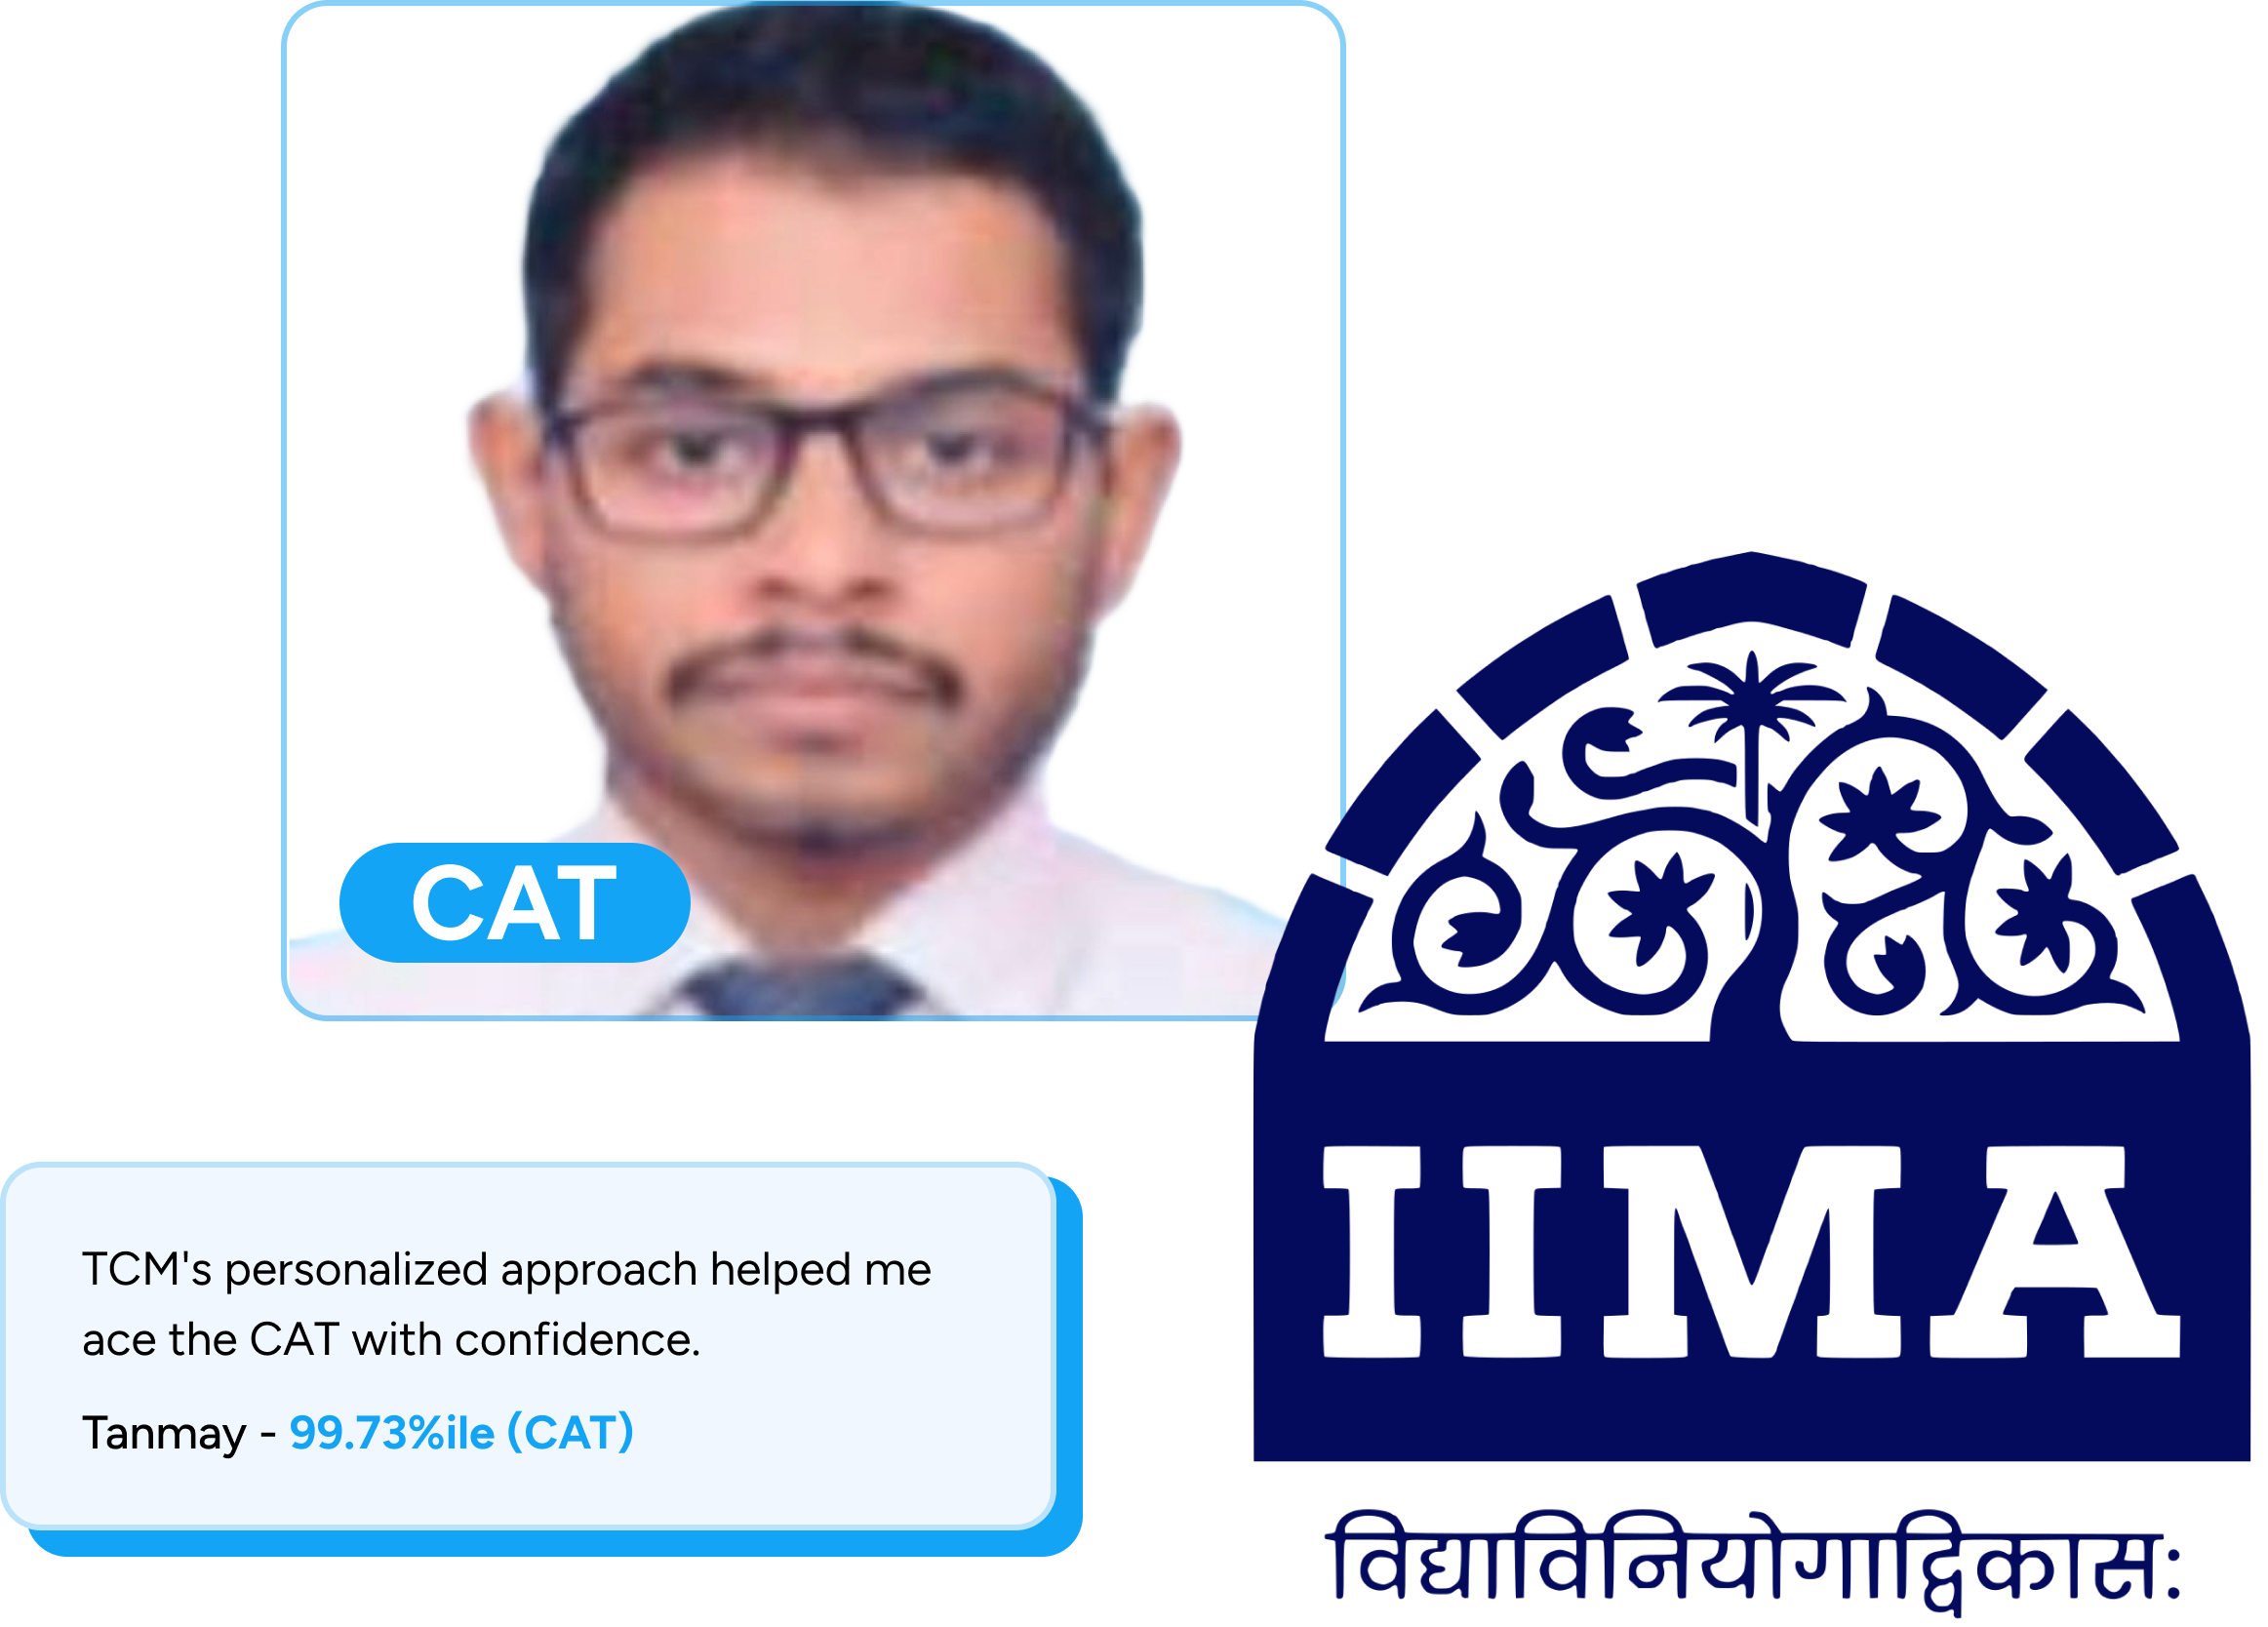 CAT
TCM's personalized approach helped me
ace the CAT with confidence.
Tanmay - 99.73%ile (CAT)
IIMA
विद्याविनियोगाद्विकास: